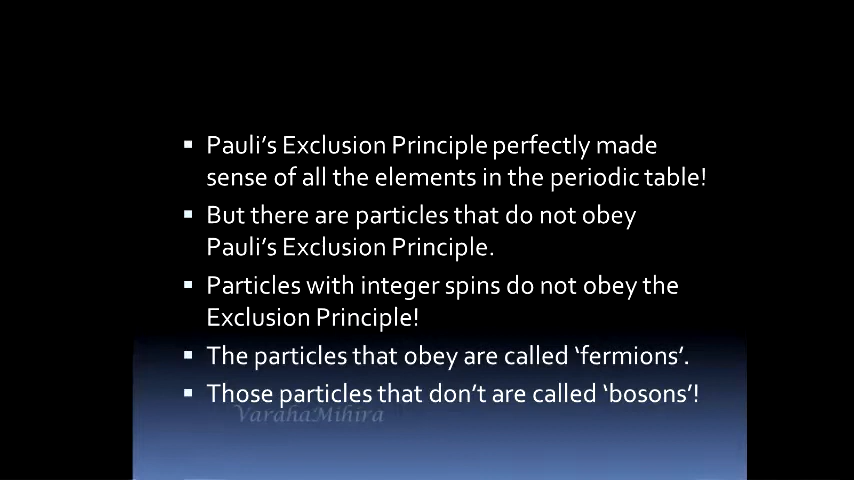 ▪ Pauli's Exclusion Principle perfectly made
sense of all the elements in the periodic table!
▪ But there are particles that do not obey
Pauli's Exclusion Principle.
▪ Particles with integer spins do not obey the
Exclusion Principle!
▪ The particles that obey are called ‘fermions’.
▪ Those particles that don't are called ‘bosons’!
VarahaMihira